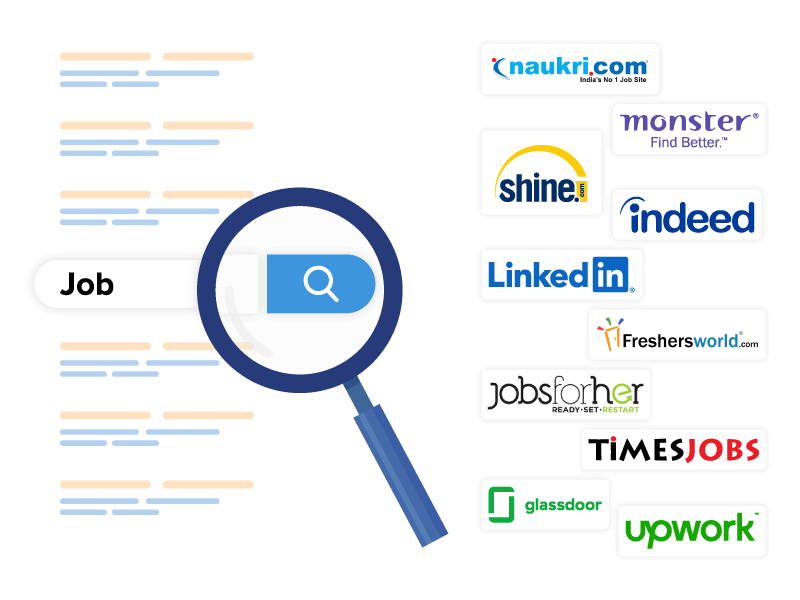 Job
naukri.com
India's No 1 Job Site
monster®
Find Better.™
shine.com
indeed
Linkedin®
Freshersworld.com®
jobsforher
READY·SET·RESTART
TiMESJOBS
glassdoor
upwork™